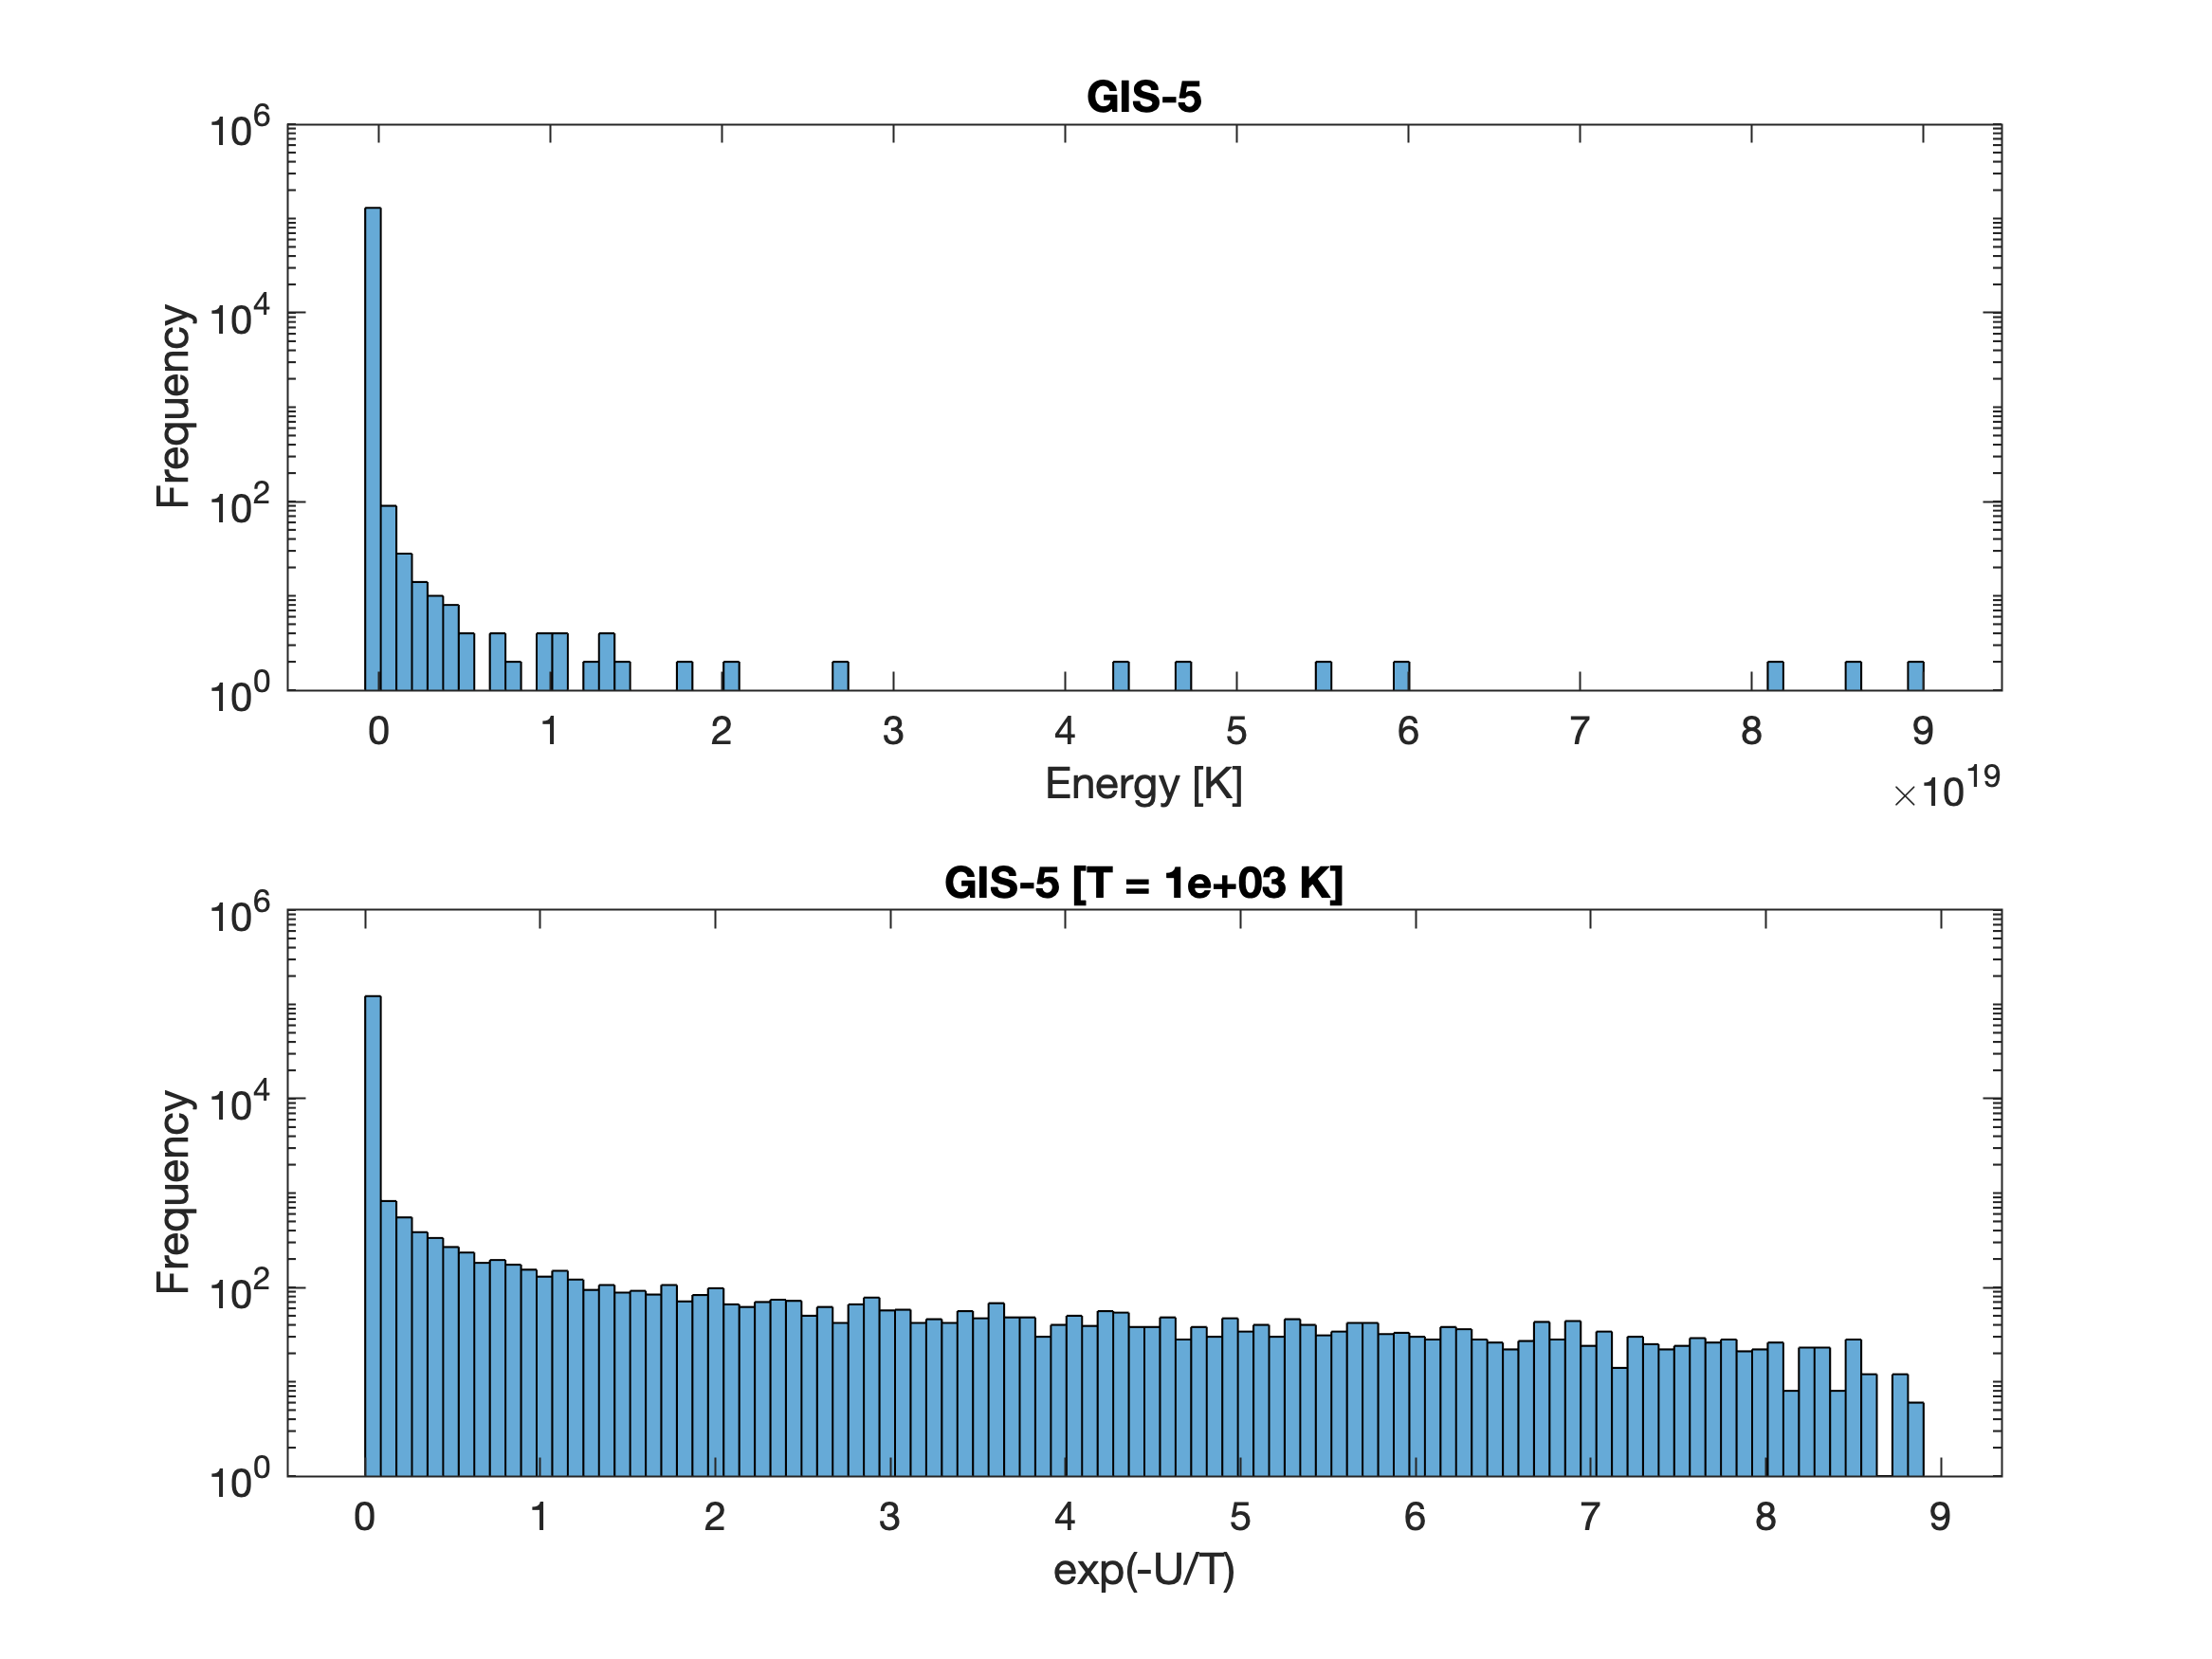 GIS-5
10^6
10^4
10^2
10^0
Frequency
0 1 2 3 4 5 6 7 8 9
Energy [K]
×10^19
GIS-5 [T = 1e+03 K]
10^6
10^4
10^2
10^0
Frequency
0 1 2 3 4 5 6 7 8 9
exp(-U/T)